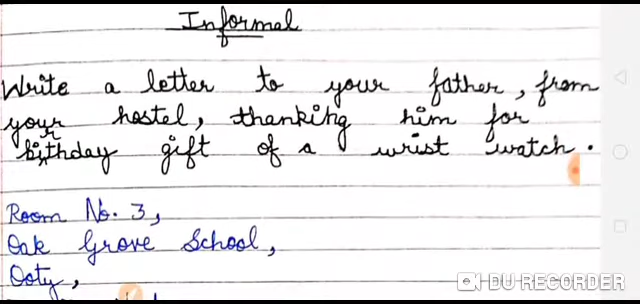 Informal
Write a letter to your father, from
your hostel, thanking him for
birthday gift of a wrist watch.
Room No. 3,
Oak Grove School,
Ooty,
DU RECORDER